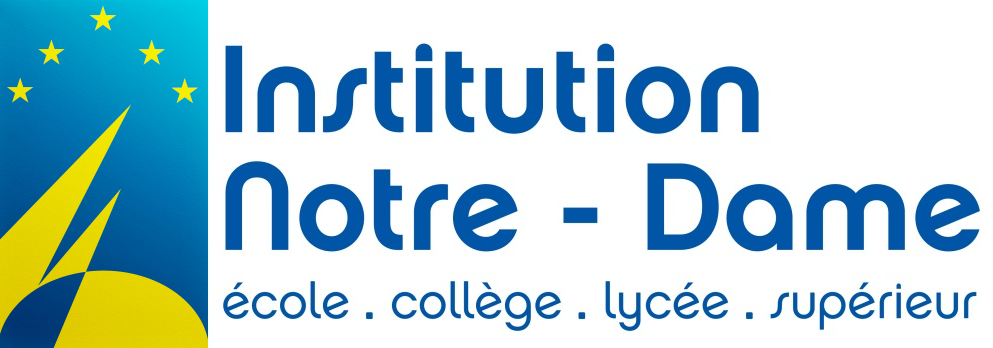 Institution
Notre - Dame
école . collège . lycée . supérieur